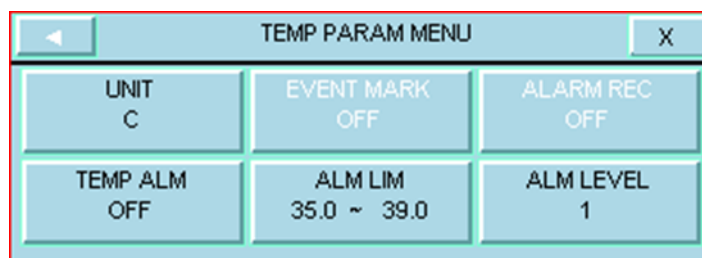 TEMP PARAM MENU X
UNIT EVENT MARK ALARM REC
C OFF OFF
TEMP ALM ALM LIM ALM LEVEL
OFF 35.0 ~ 39.0 1